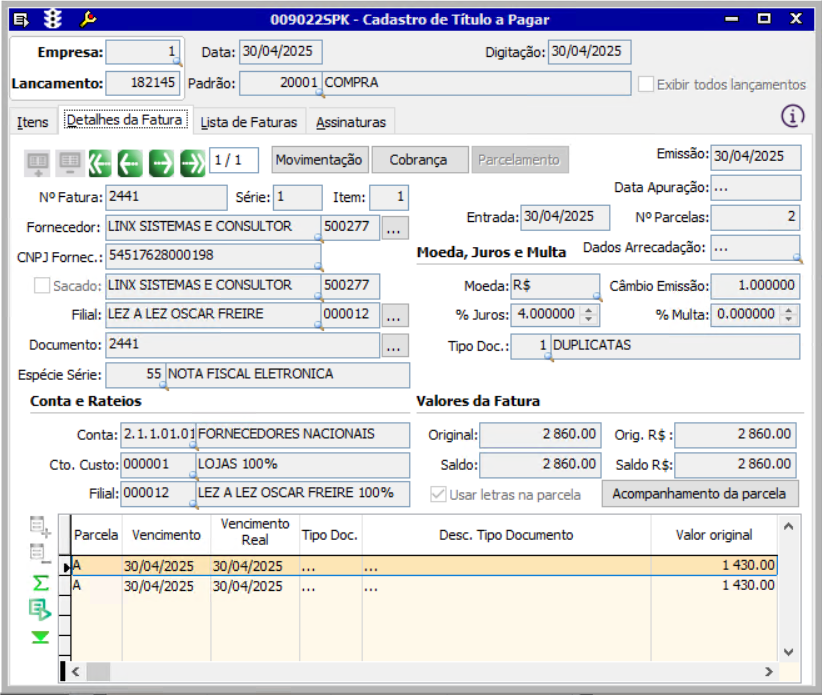 009022SPK - Cadastro de Título a Pagar
Empresa: 1 Data: 30/04/2025 Digitação: 30/04/2025
Lancamento: 182145 Padrão: 20001 COMPRA Exibir todos lançamentos
Itens Detalhes da Fatura Lista de Faturas Assinaturas
1 / 1 Movimentação Cobrança Parcelamento Emissão: 30/04/2025
Data Apuração: ...
Nº Fatura: 2441 Série: 1 Item: 1
Entrada: 30/04/2025 Nº Parcelas: 2
Fornecedor: LINX SISTEMAS E CONSULTOR 500277 ...
CNPJ Fornec.: 54517628000198
Moeda, Juros e Multa Dados Arrecadação: ...
Sacado: LINX SISTEMAS E CONSULTOR 500277
Moeda: R$ Câmbio Emissão: 1.000000
Filial: LEZ A LEZ OSCAR FREIRE 000012 ...
% Juros: 4.000000 % Multa: 0.000000
Documento: 2441 ...
Tipo Doc.: 1 DUPLICATAS
Espécie Série: 55 NOTA FISCAL ELETRONICA
Conta e Rateios Valores da Fatura
Conta: 2.1.1.01.01 FORNECEDORES NACIONAIS Original: 2 860.00 Orig. R$ : 2 860.00
Cto. Custo: 000001 LOJAS 100% Saldo: 2 860.00 Saldo R$: 2 860.00
Filial: 000012 LEZ A LEZ OSCAR FREIRE 100% Usar letras na parcela Acompanhamento da parcela
Parcela Vencimento Vencimento Real Tipo Doc. Desc. Tipo Documento Valor original
A 30/04/2025 30/04/2025 ... ... 1 430.00
A 30/04/2025 30/04/2025 ... ... 1 430.00